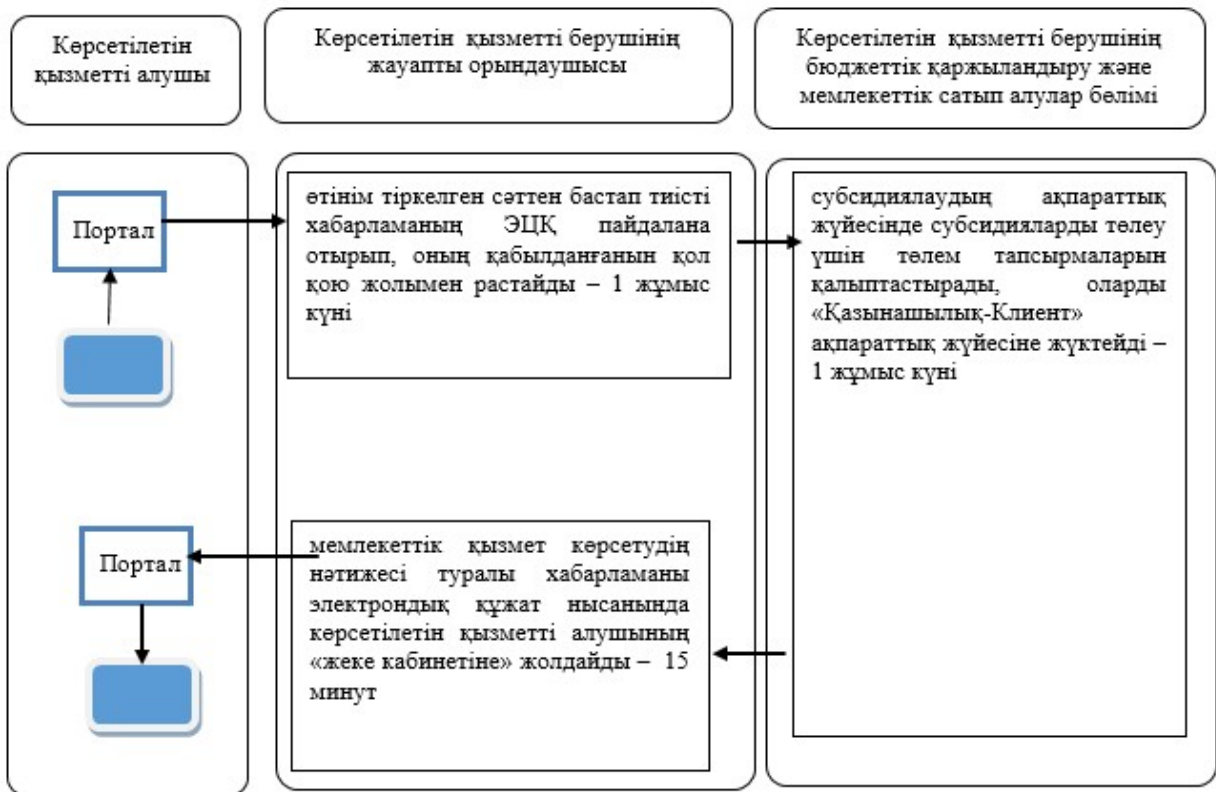 Көрсетілетін
қызметті алушы
Көрсетілетін қызметті берушінің
жауапты орындаушысы
Көрсетілетін қызметті берушінің
бюджеттік қаржыландыру және
мемлекеттік сатып алулар бөлімі
Портал
өтінім тіркелген сәттен бастап тиісті
хабарламаның ЭЦҚ пайдалана
отырып, оның қабылданғанын қол
қою жолымен растайды – 1 жұмыс
күні
субсидиялаудың ақпараттық
жүйесінде субсидияларды төлеу
үшін төлем тапсырмаларын
қалыптастырады, оларды
«Қазынашылық-Клиент»
ақпараттық жүйесіне жүктейді –
1 жұмыс күні
Портал
мемлекеттік қызмет көрсетудің
нәтижесі туралы хабарламаны
электрондық құжат нысанында
көрсетілетін қызметті алушының
«жеке кабинетіне» жолдайды – 15
минут